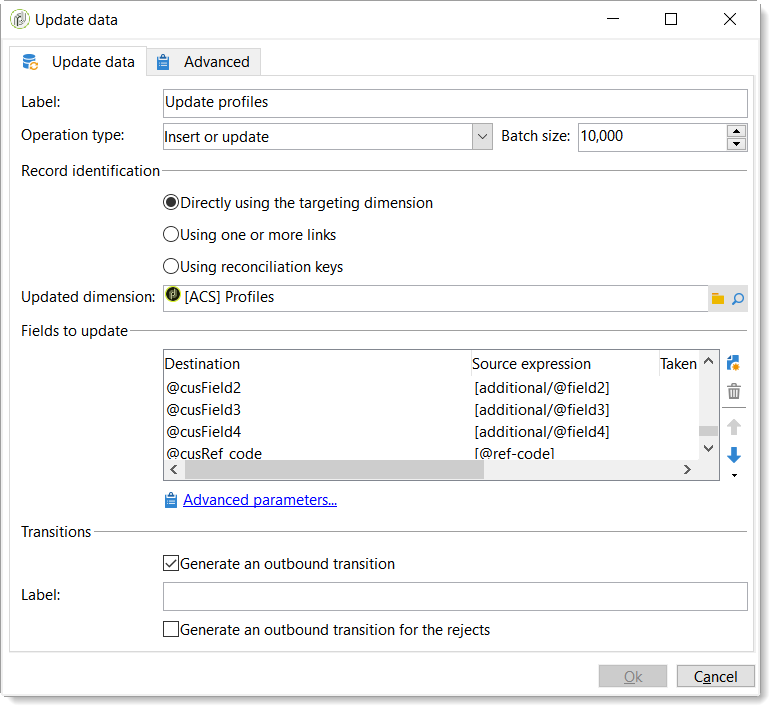 Update data
Update data Advanced
Label: Update profiles
Operation type: Insert or update Batch size: 10,000
Record identification
Directly using the targeting dimension
Using one or more links
Using reconciliation keys
Updated dimension: [ACS] Profiles
Fields to update
Destination Source expression Taken
@cusField2 [additional/@field2]
@cusField3 [additional/@field3]
@cusField4 [additional/@field4]
@cusRef_code [@ref-code]
Advanced parameters...
Transitions
Generate an outbound transition
Label:
Generate an outbound transition for the rejects
Ok Cancel